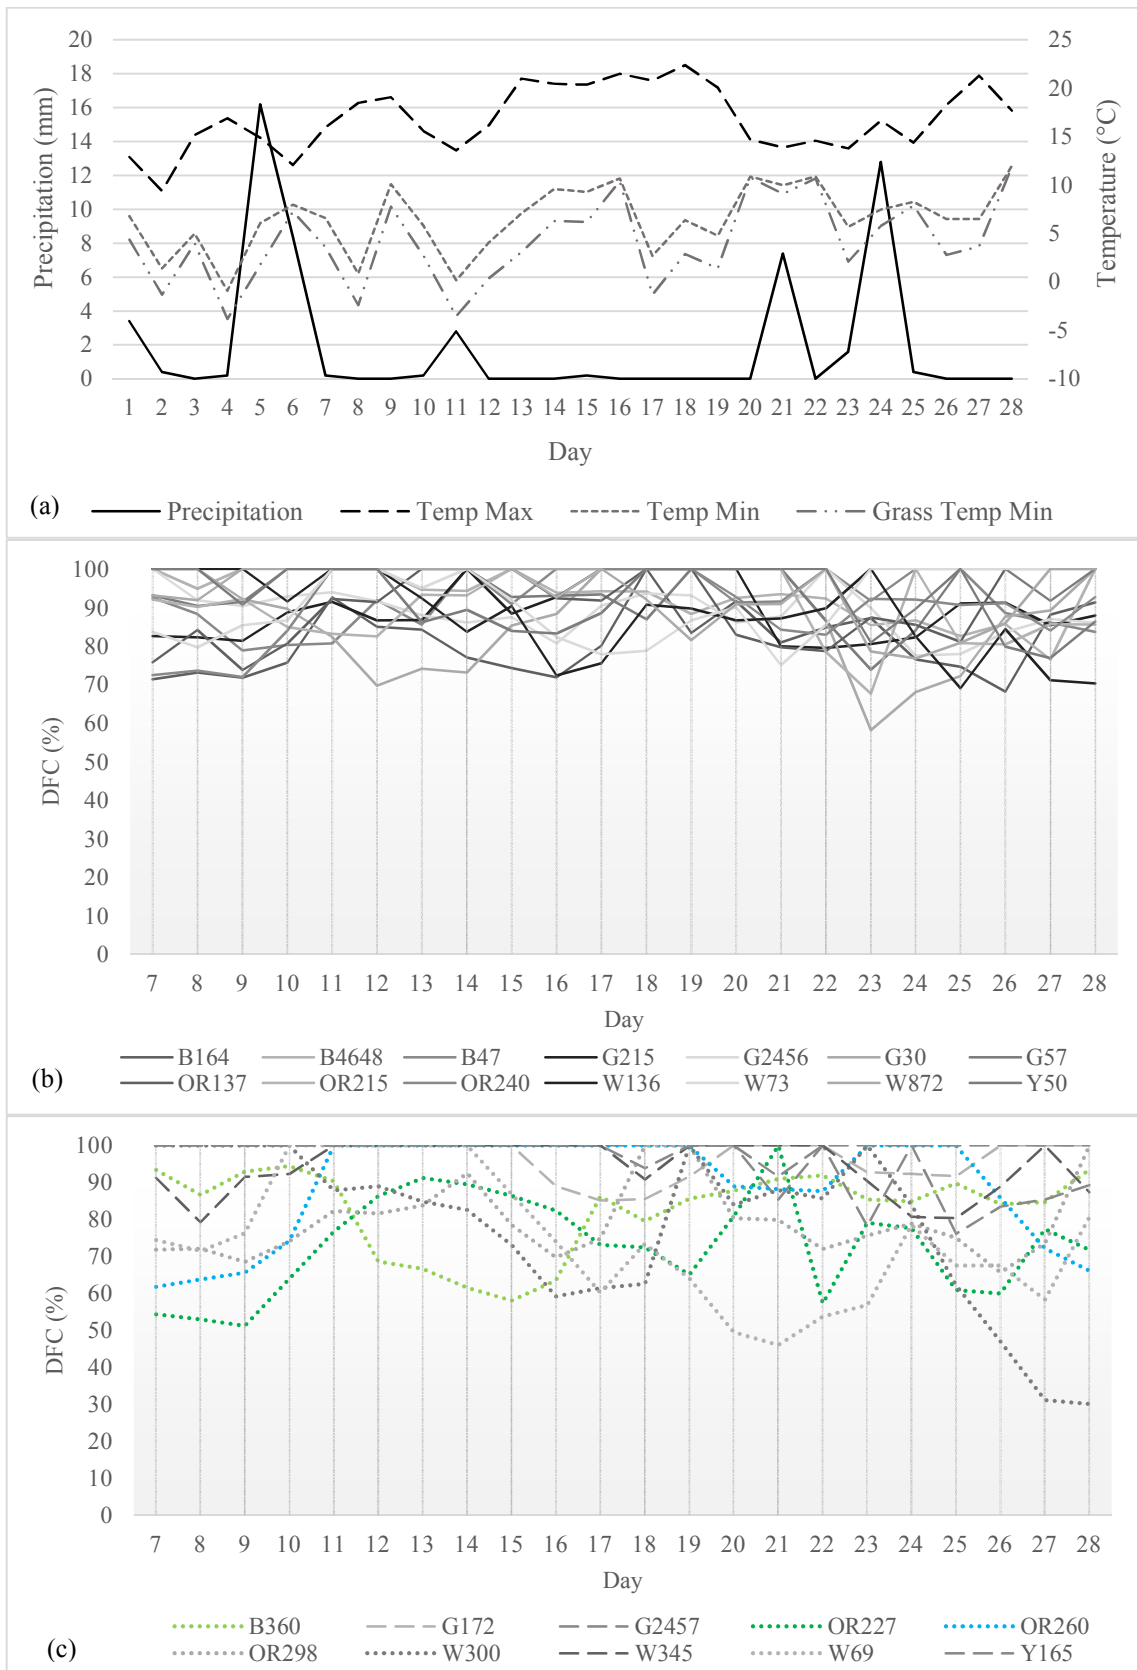 20 25
18 20
16
14 15
12 10
10
8 5
6 0
4
2 -5
0 -10
Precipitation (mm)
Temperature (°C)
1 2 3 4 5 6 7 8 9 10 11 12 13 14 15 16 17 18 19 20 21 22 23 24 25 26 27 28
Day
(a) Precipitation Temp Max Temp Min Grass Temp Min
100
90
80
70
60
50
40
30
20
10
0
DFC (%)
7 8 9 10 11 12 13 14 15 16 17 18 19 20 21 22 23 24 25 26 27 28
Day
B164 B4648 B47 G215 G2456 G30 G57
OR137 OR215 OR240 W136 W73 W872 Y50
(b)
100
90
80
70
60
50
40
30
20
10
0
DFC (%)
7 8 9 10 11 12 13 14 15 16 17 18 19 20 21 22 23 24 25 26 27 28
Day
B360 G172 G2457 OR227 OR260
OR298 W300 W345 W69 Y165
(c)